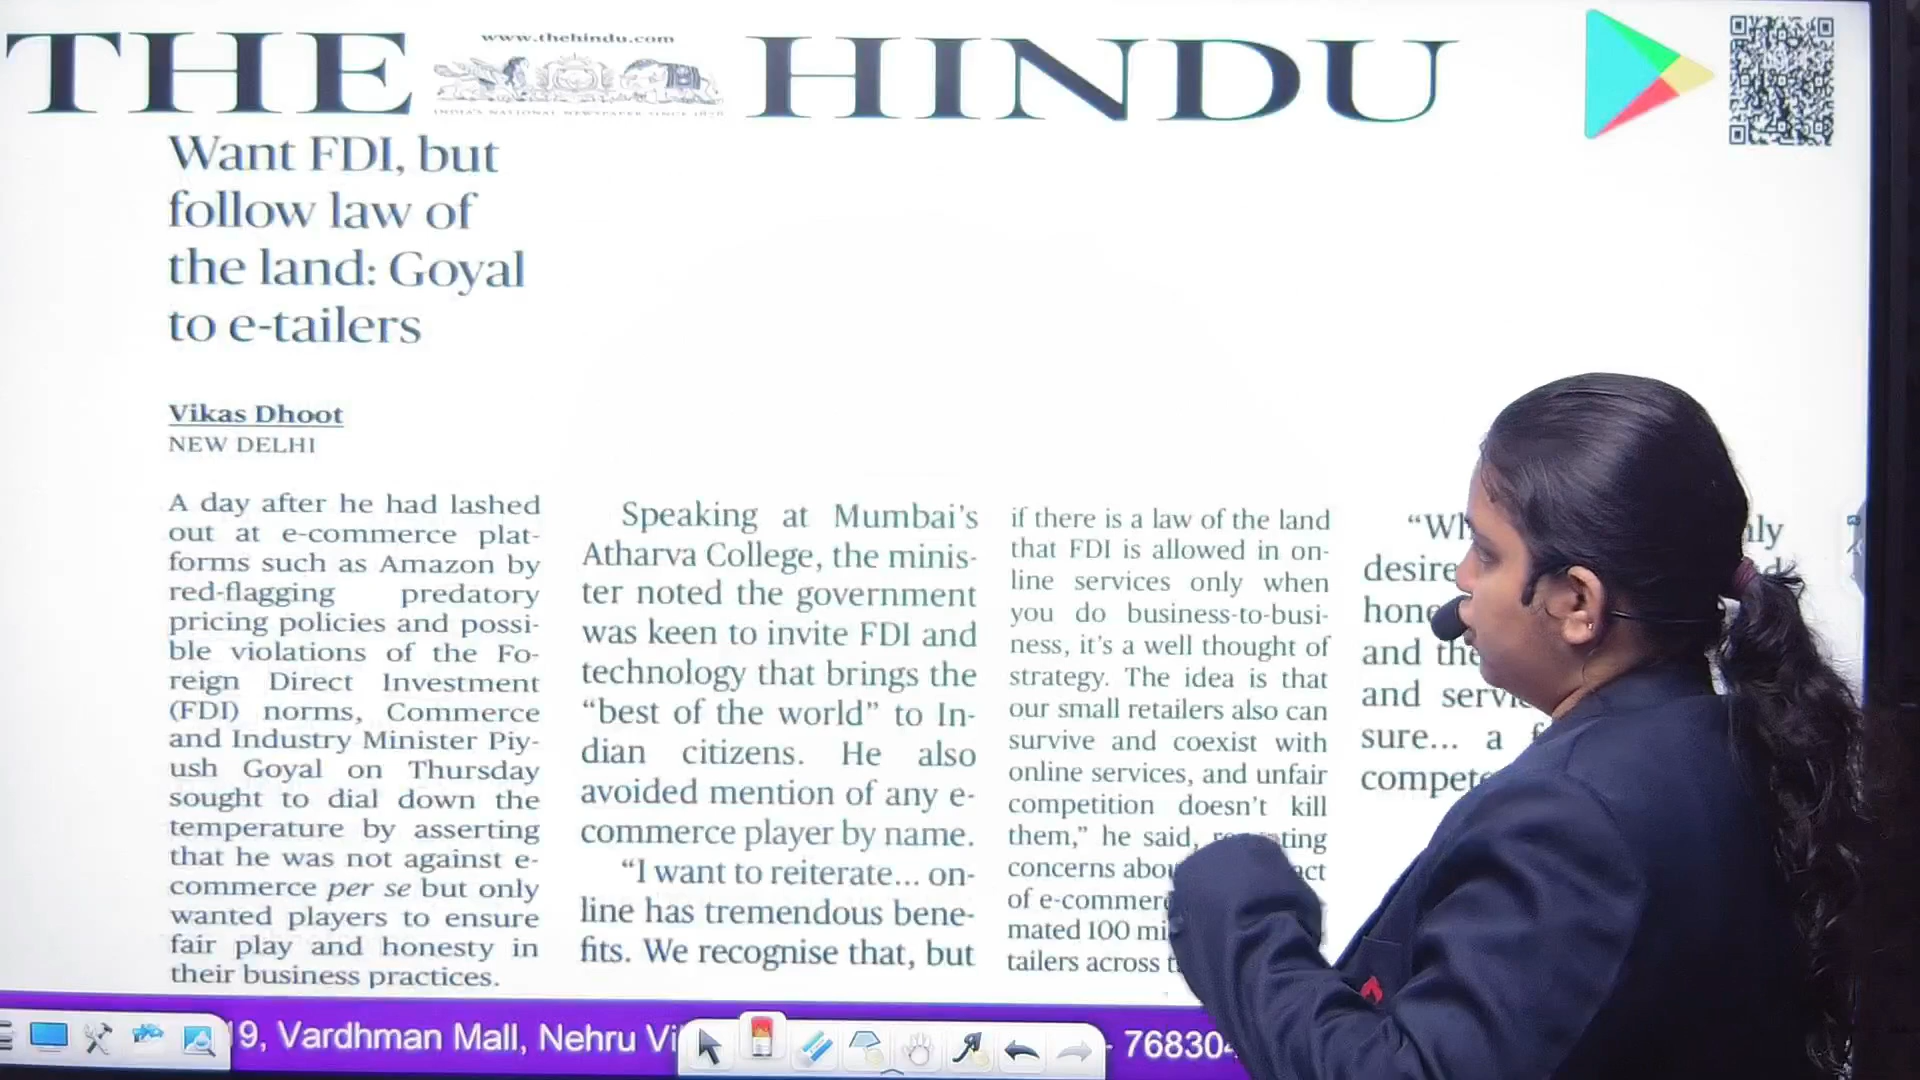 www.thehindu.com
THE HINDU
INDIA'S NATIONAL NEWSPAPER SINCE 1878
Want FDI, but
follow law of
the land: Goyal
to e-tailers
Vikas Dhoot
NEW DELHI
A day after he had lashed
out at e-commerce plat-
forms such as Amazon by
red-flagging predatory
pricing policies and possi-
ble violations of the Fo-
reign Direct Investment
(FDI) norms, Commerce
and Industry Minister Piy-
ush Goyal on Thursday
sought to dial down the
temperature by asserting
that he was not against e-
commerce per se but only
wanted players to ensure
fair play and honesty in
their business practices.
Speaking at Mumbai's
Atharva College, the minis-
ter noted the government
was keen to invite FDI and
technology that brings the
“best of the world” to In-
dian citizens. He also
avoided mention of any e-
commerce player by name.
“I want to reiterate... on-
line has tremendous bene-
fits. We recognise that, but
if there is a law of the land
that FDI is allowed in on-
line services only when
you do business-to-busi-
ness, it's a well thought of
strategy. The idea is that
our small retailers also can
survive and coexist with
online services, and unfair
competition doesn't kill
them,” he said,
concerns
of
mated 100
tailers across
and
and
sure... a
19, Vardhman Mall, Nehru